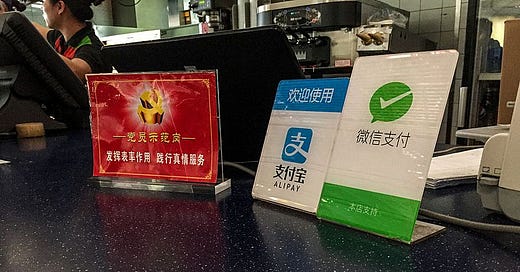 党员示范岗
发挥表率作用 践行真情服务
欢迎使用
支
支付宝
ALIPAY
微信支付
本店支持